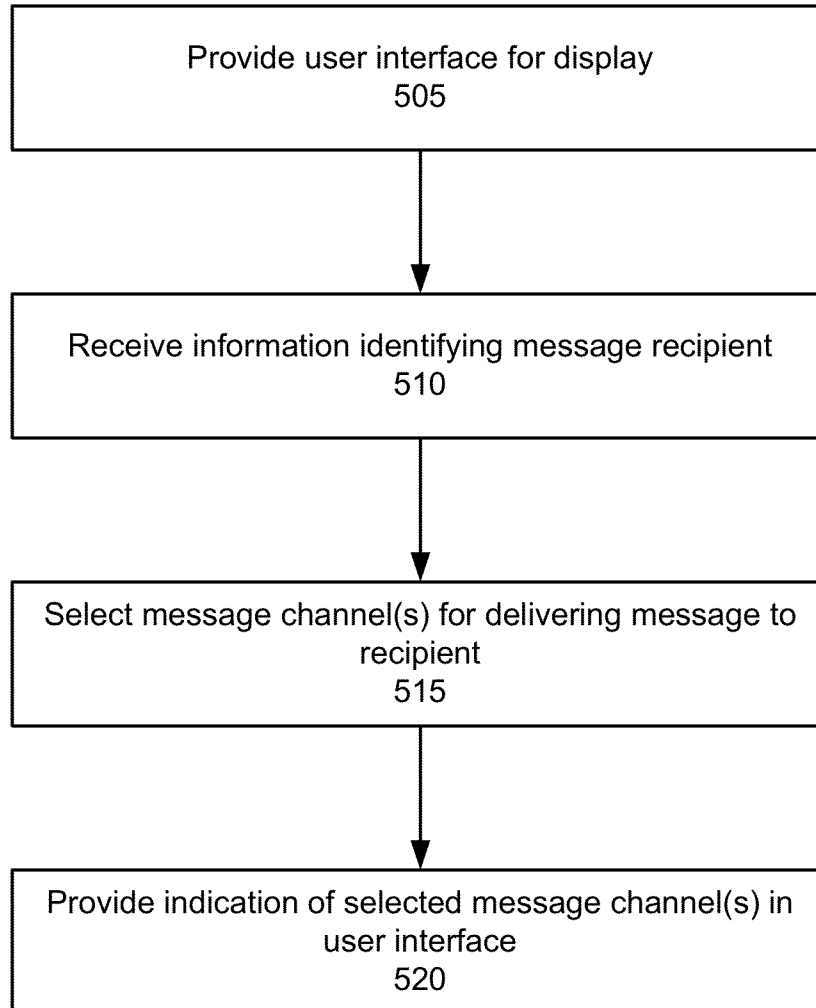 Provide user interface for display
505
Receive information identifying message recipient
510
Select message channel(s) for delivering message to
recipient
515
Provide indication of selected message channel(s) in
user interface
520